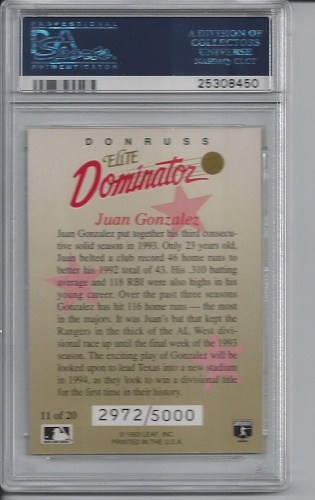 PROFESSIONAL
PSA
AUTHENTICATOR
A DIVISION OF
COLLECTORS
UNIVERSE
NASDAQ: CLCT
25308450
DONRUSS
ELITE
Dominator
Juan Gonzalez
Juan Gonzalez put together his third consecu-
tive solid season in 1993. Only 23 years old,
Juan belted a club record 46 home runs to
better his 1992 total of 43. His .310 batting
average and 118 RBI were also highs in his
young career. Over the past three seasons
Gonzalez has hit 116 home runs — the most
in the majors. It was Juan's bat that kept the
Rangers in the thick of the AL West divi-
sional race up until the final week of the 1993
season. The exciting play of Gonzalez will be
looked upon to lead Texas into a new stadium
in 1994, as they look to win a divisional title
for the first time in their history.
11 of 20
2972/5000
© 1993 LEAF, INC.
PRINTED IN THE U.S.A.